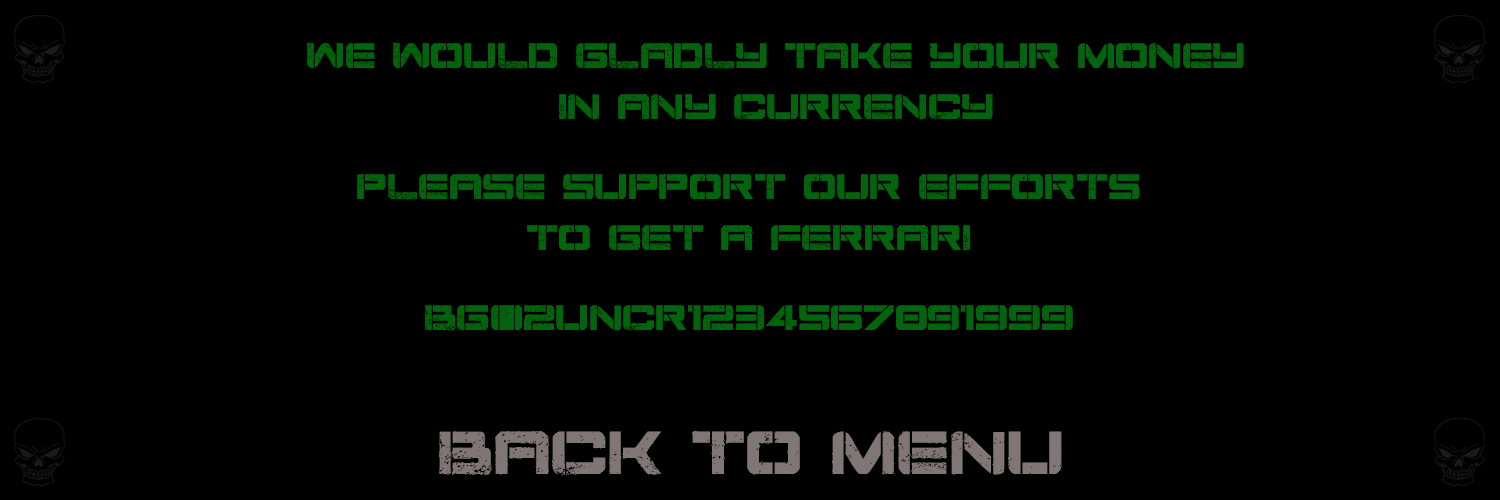 WE WOULD GLADLY TAKE YOUR MONEY
IN ANY CURRENCY
PLEASE SUPPORT OUR EFFORTS
TO GET A FERRARI
BG02UNCR12345678091999
BACK TO MENU